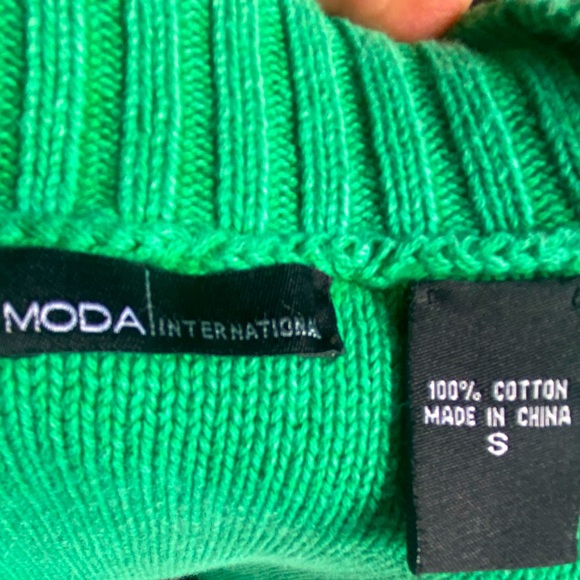 MODA INTERNATIONAL
100% COTTON
MADE IN CHINA
S